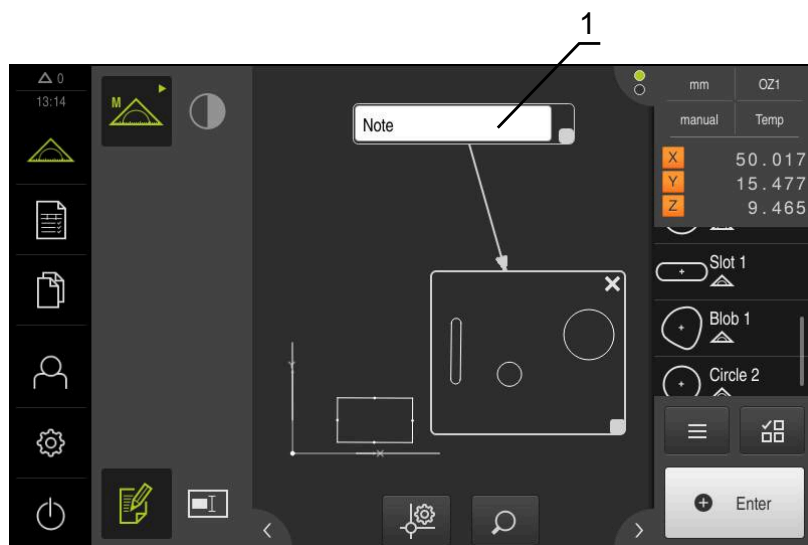 1
0
13:14
M
Note
mm
OZ1
manual
Temp
X 50.017
Y 15.477
Z 9.465
Slot 1
Blob 1
Circle 2
Y
X
Enter